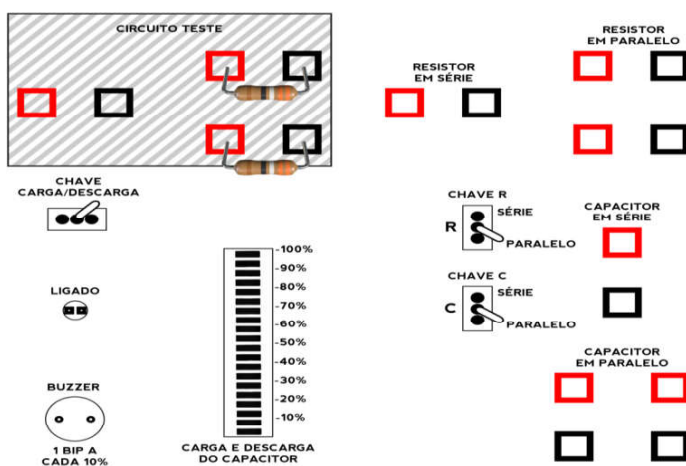 CIRCUITO TESTE
RESISTOR
EM SÉRIE
RESISTOR
EM PARALELO
CHAVE
CARGA/DESCARGA
CHAVE R
SÉRIE
R
PARALELO
CAPACITOR
EM SÉRIE
CHAVE C
SÉRIE
C
PARALELO
LIGADO
-100%
-90%
-80%
-70%
-60%
-50%
-40%
-30%
-20%
-10%
CAPACITOR
EM PARALELO
BUZZER
1 BIP A
CADA 10%
CARGA E DESCARGA
DO CAPACITOR